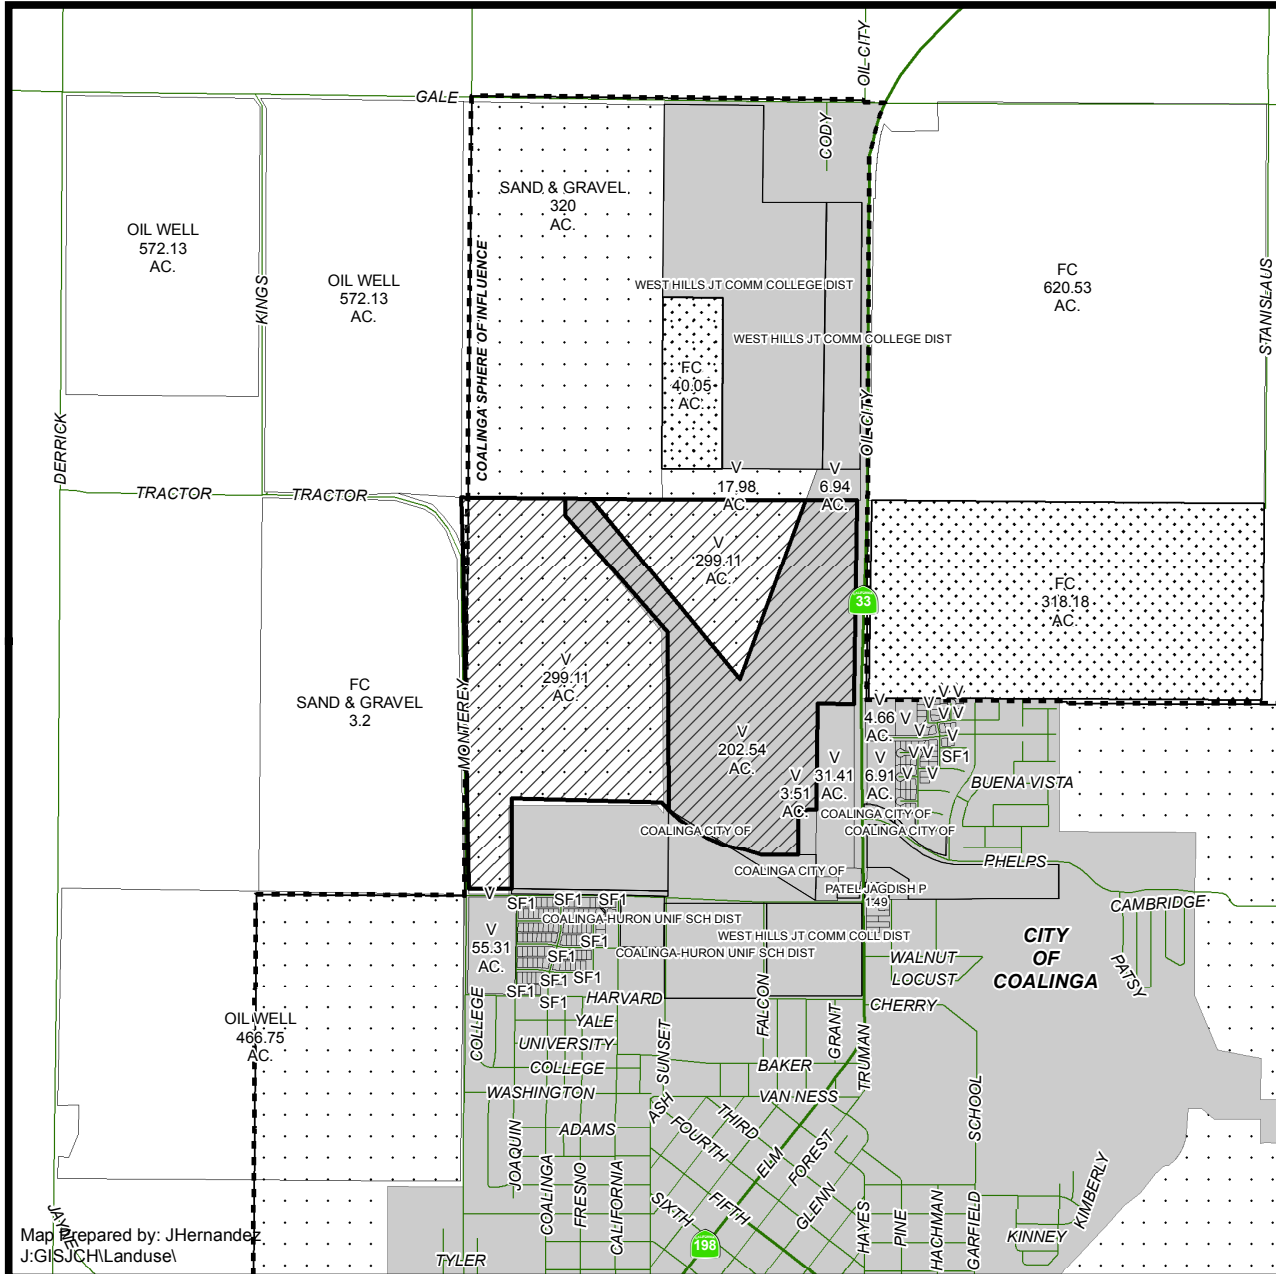 OIL CITY
GALE
CODY
SAND & GRAVEL
320
AC.
OIL WELL
572.13
AC.
KINGS
OIL WELL
572.13
AC.
COALINGA SPHERE OF INFLUENCE
WEST HILLS JT COMM COLLEGE DIST
FC
620.53
AC.
STANISLAUS
WEST HILLS JT COMM COLLEGE DIST
FC
40.05
AC.
OIL CITY
DERRICK
TRACTOR
TRACTOR
V
17.98
AC.
V
6.94
AC.
V
299.11
AC.
33
FC
318.18
AC.
V
299.11
AC.
FC
SAND & GRAVEL
3.2
MONTEREY
V
202.54
AC.
V
3.51
AC.
V
31.41
AC.
V
4.66
AC.
V
6.91
AC.
V
V
V
V
V
V
V
V
V
V
V
V
SF1
BUENA VISTA
COALINGA CITY OF
COALINGA CITY OF
COALINGA CITY OF
COALINGA CITY OF
PHELPS
PATEL JAGDISH P
1.49
CAMBRIDGE
PATSY
CITY
OF
COALINGA
V
V
55.31
AC.
SF1
SF1
SF1
COALINGA-HURON UNIF SCH DIST
WEST HILLS JT COMM COLL DIST
COALINGA-HURON UNIF SCH DIST
SF1
SF1
SF1
SF1
SF1
SF1
WALNUT
LOCUST
CHERRY
HARVARD
YALE
UNIVERSITY
COLLEGE
WASHINGTON
ADAMS
COLLEGE
SUNSET
FALCON
GRANT
TRUMAN
BAKER
VAN NESS
OIL WELL
466.75
AC.
ASH
THIRD
FOURTH
ELM
FOREST
SCHOOL
JOAQUIN
COALINGA
FRESNO
CALIFORNIA
SIXTH
FIFTH
GLENN
HAYES
PINE
HACHMAN
GARFIELD
KINNEY
KIMBERLY
198
TYLER
JAYNE
Map Prepared by: JHernandez
J:GISJCH\Landuse\